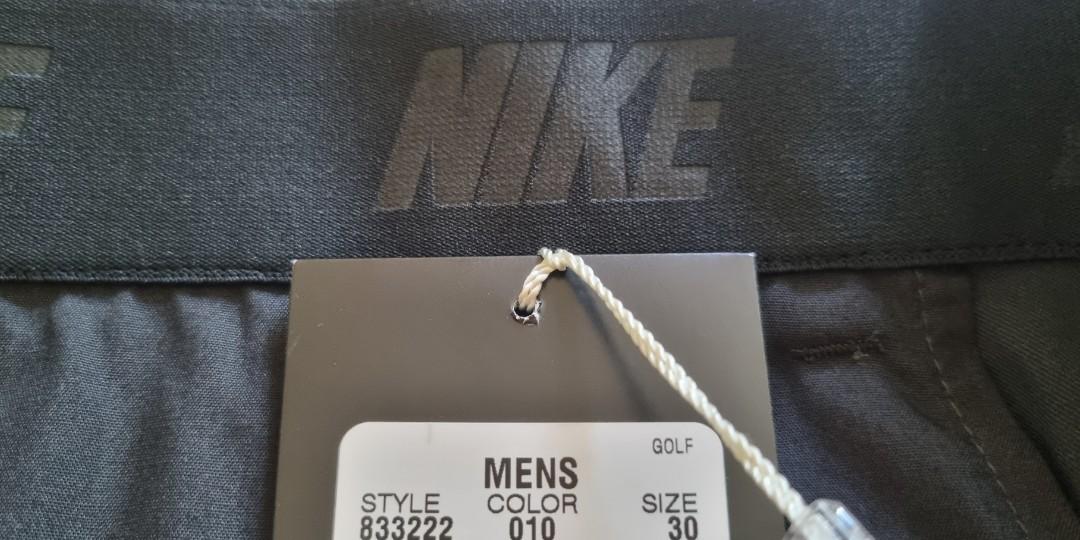 NIKE
GOLF
MENS
STYLE COLOR SIZE
833222 010 30